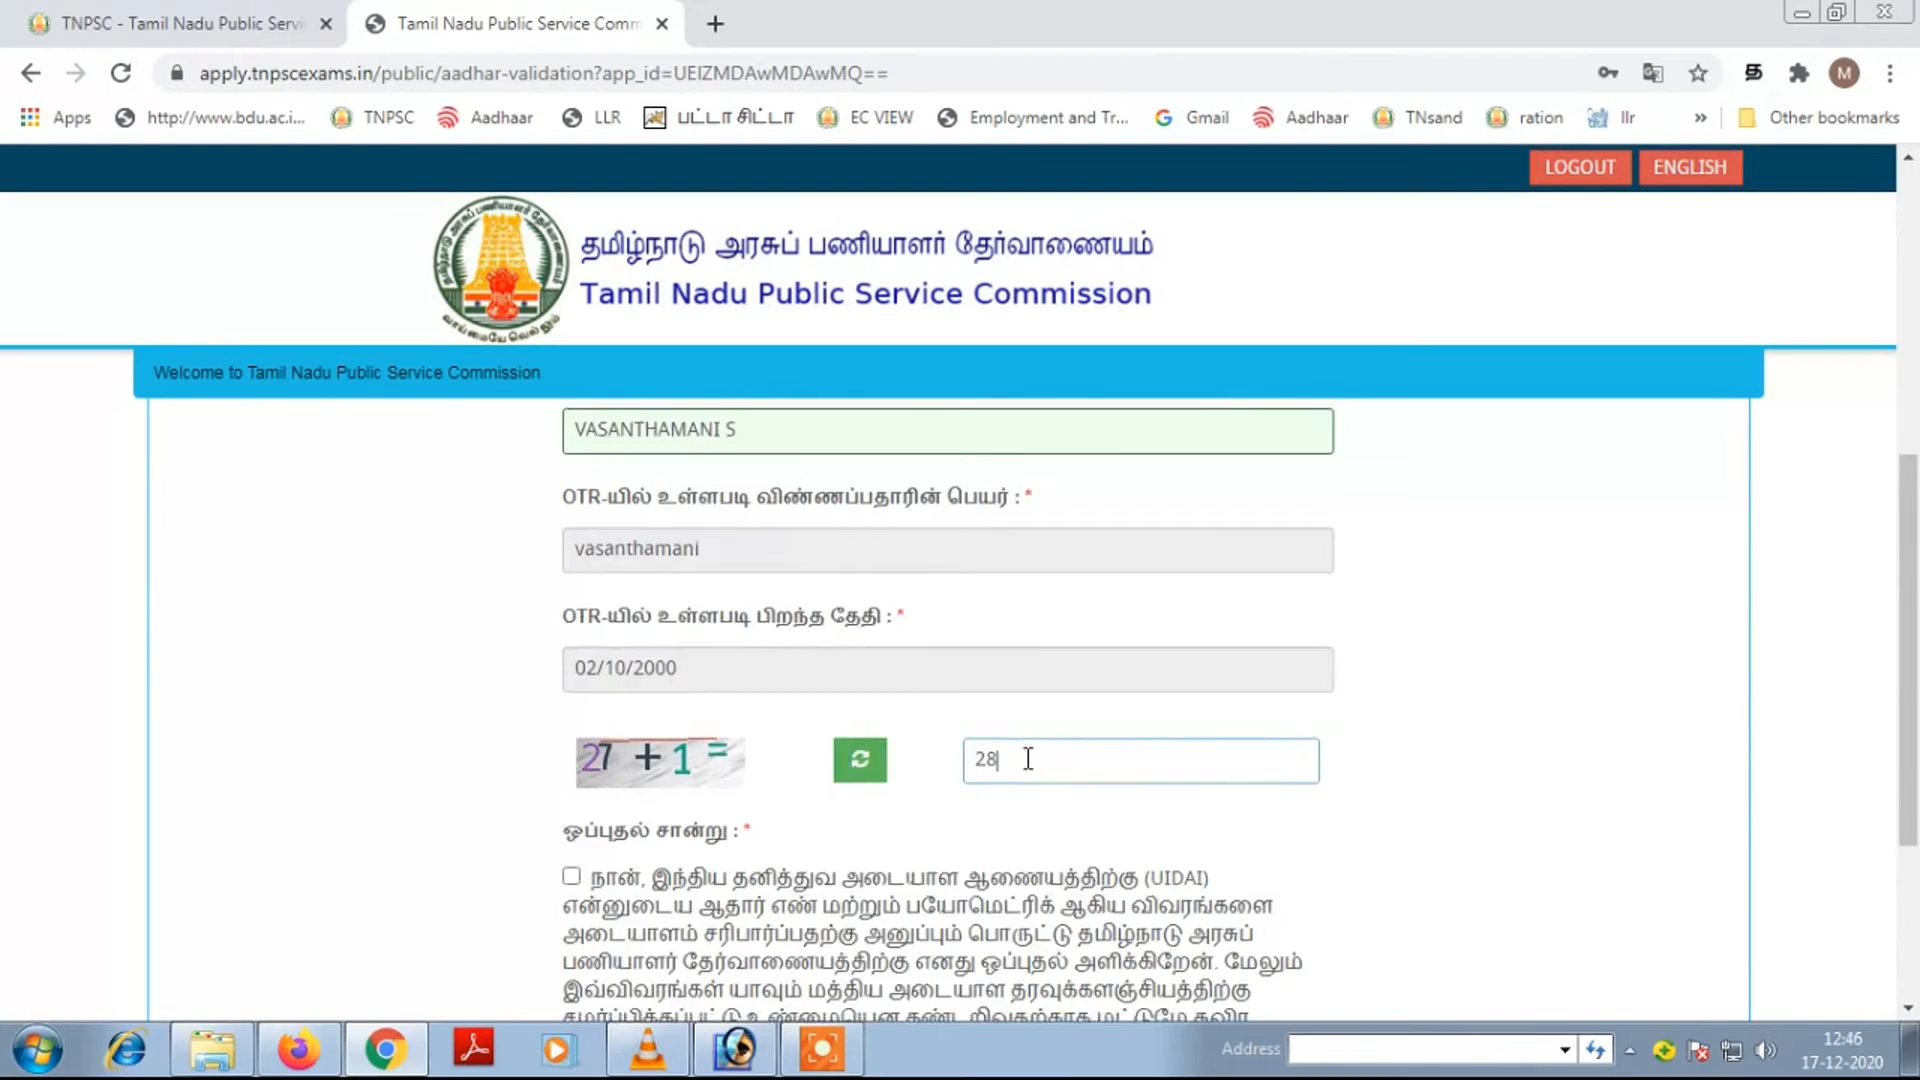 TNPSC - Tamil Nadu Public Servi
Tamil Nadu Public Service Comm
apply.tnpscexams.in/public/aadhar-validation?app_id=UElZMDAwMDAwMQ==
M
Apps
http://www.bdu.ac.i...
TNPSC
Aadhaar
LLR
பட்டா சிட்டா
EC VIEW
Employment and Tr...
Gmail
Aadhaar
TNsand
ration
llr
»
Other bookmarks
LOGOUT
ENGLISH
தமிழ்நாடு அரசுப் பணியாளர் தேர்வாணையம்
Tamil Nadu Public Service Commission
வாய்மையே வெல்லும்
Welcome to Tamil Nadu Public Service Commission
VASANTHAMANI S
OTR-யில் உள்ளபடி விண்ணப்பதாரின் பெயர் : *
vasanthamani
OTR-யில் உள்ளபடி பிறந்த தேதி : *
02/10/2000
27 + 1 =
28
ஒப்புதல் சான்று : *
நான், இந்திய தனித்துவ அடையாள ஆணையத்திற்கு (UIDAI)
என்னுடைய ஆதார் எண் மற்றும் பயோமெட்ரிக் ஆகிய விவரங்களை
அடையாளம் சரிபார்ப்பதற்கு அனுப்பும் பொருட்டு தமிழ்நாடு அரசுப்
பணியாளர் தேர்வாணையத்திற்கு எனது ஒப்புதல் அளிக்கிறேன். மேலும்
இவ்விவரங்கள் யாவும் மத்திய அடையாள தரவுக்களஞ்சியத்திற்கு
Address
12:46
17-12-2020